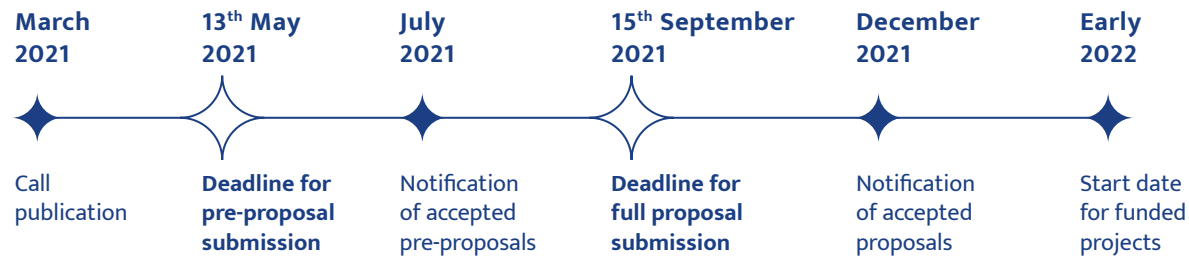 March
2021
13th May
2021
July
2021
15th September
2021
December
2021
Early
2022
Call
publication
Deadline for
pre-proposal
submission
Notification
of accepted
pre-proposals
Deadline for
full proposal
submission
Notification
of accepted
proposals
Start date
for funded
projects